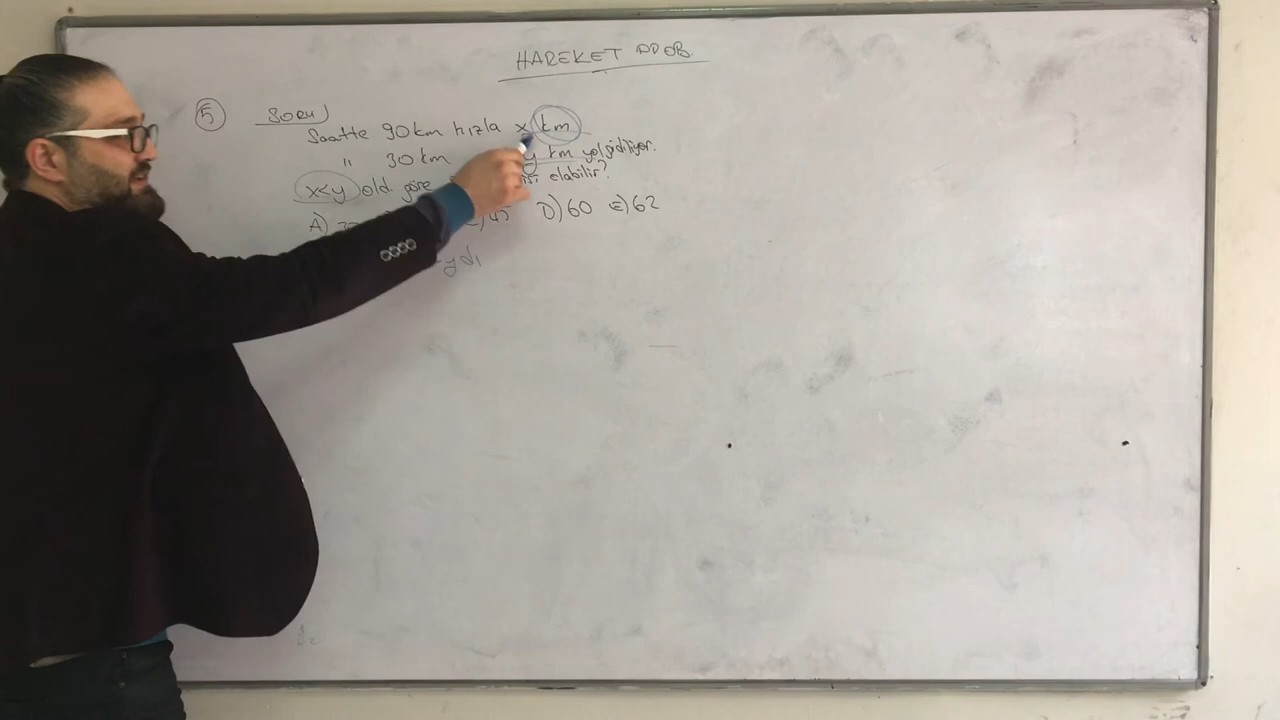 HAREKET PROB.
5 Soru
Saatte 90 km hızla x km
" 30 km y km yol gidiliyor.
x<y old. göre olabilir?
A) 45 D) 60 E) 62